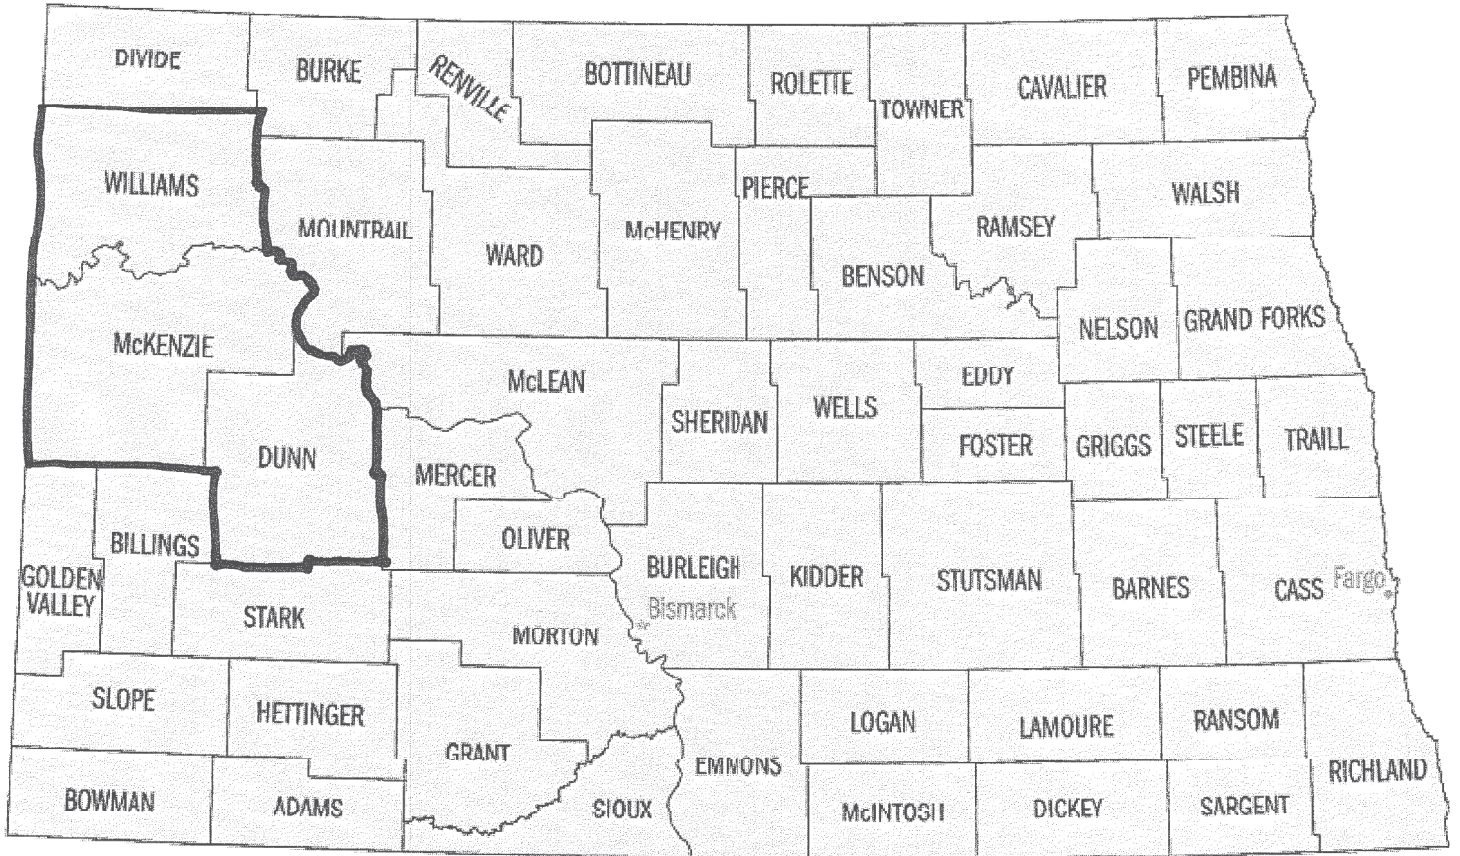 DIVIDE
BURKE
RENVILLE
BOTTINEAU
ROLETTE
TOWNER
CAVALIER
PEMBINA
WILLIAMS
MOUNTRAIL
WARD
McHENRY
PIERCE
BENSON
RAMSEY
WALSH
McKENZIE
NELSON
GRAND FORKS
McLEAN
SHERIDAN
WELLS
EDDY
FOSTER
GRIGGS
STEELE
TRAILL
DUNN
MERCER
OLIVER
BILLINGS
GOLDEN
VALLEY
STARK
MORTON
BURLEIGH
Bismarck
KIDDER
STUTSMAN
BARNES
CASS
Fargo
SLOPE
HETTINGER
GRANT
EMMONS
LOGAN
LAMOURE
RANSOM
RICHLAND
BOWMAN
ADAMS
SIOUX
McINTOSH
DICKEY
SARGENT